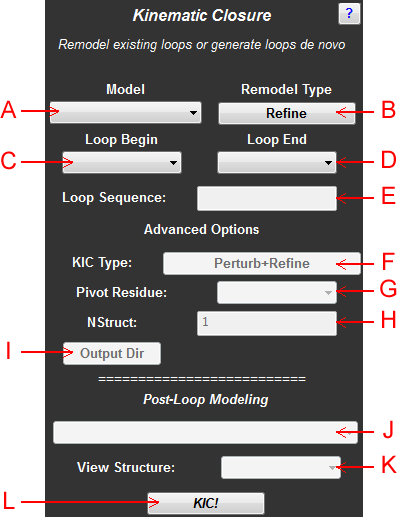 Kinematic Closure
?
Remodel existing loops or generate loops de novo
Model Remodel Type
A Refine B
Loop Begin Loop End
C D
Loop Sequence: E
Advanced Options
KIC Type: Perturb+Refine F
Pivot Residue: G
NStruct: 1 H
I Output Dir
==========================
Post-Loop Modeling
J
View Structure: K
L KIC!